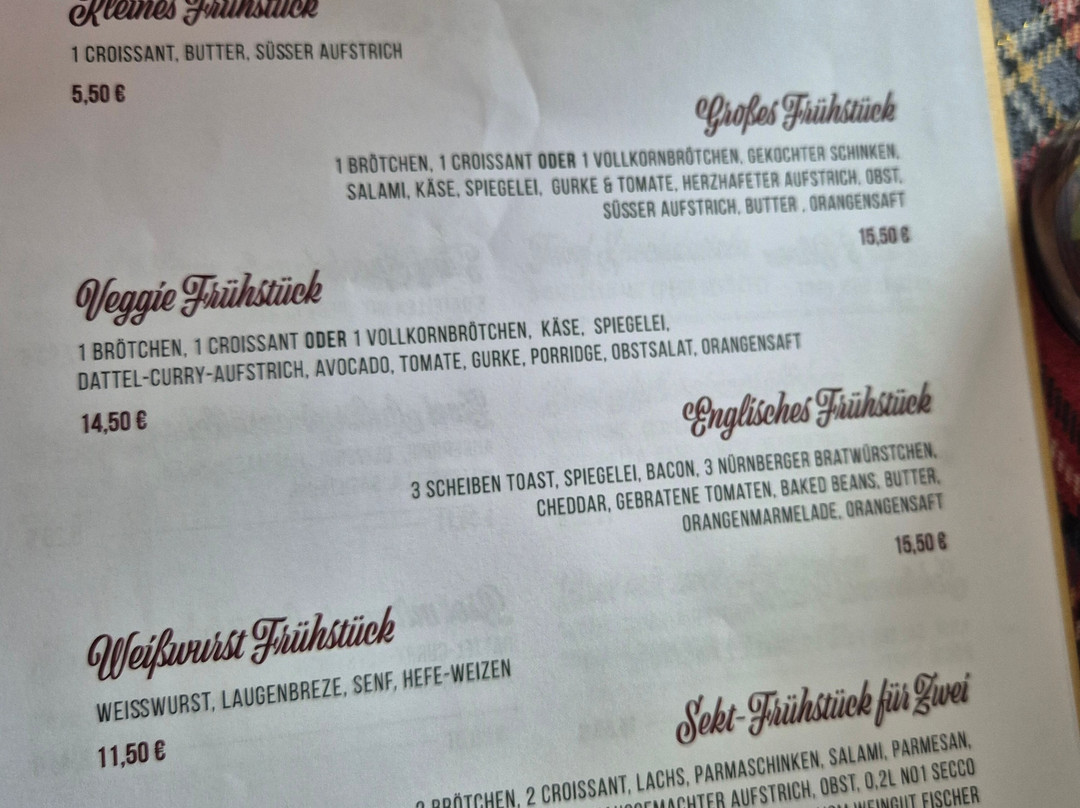 Kleines Frühstück
1 CROISSANT, BUTTER, SÜSSER AUFSTRICH
5,50 €
Großes Frühstück
1 BRÖTCHEN, 1 CROISSANT ODER 1 VOLLKORNBRÖTCHEN, GEKOCHTER SCHINKEN,
SALAMI, KÄSE, SPIEGELEI, GURKE & TOMATE, HERZHAFETER AUFSTRICH, OBST,
SÜSSER AUFSTRICH, BUTTER , ORANGENSAFT
15,50 €
Veggie Frühstück
1 BRÖTCHEN, 1 CROISSANT ODER 1 VOLLKORNBRÖTCHEN, KÄSE, SPIEGELEI,
DATTEL-CURRY-AUFSTRICH, AVOCADO, TOMATE, GURKE, PORRIDGE, OBSTSALAT, ORANGENSAFT
14,50 €
Englisches Frühstück
3 SCHEIBEN TOAST, SPIEGELEI, BACON, 3 NÜRNBERGER BRATWÜRSTCHEN,
CHEDDAR, GEBRATENE TOMATEN, BAKED BEANS, BUTTER,
ORANGENMARMELADE, ORANGENSAFT
15,50 €
Weißwurst Frühstück
WEISSWURST, LAUGENBREZE, SENF, HEFE-WEIZEN
11,50 €
Sekt-Frühstück für Zwei
BRÖTCHEN, 2 CROISSANT, LACHS, PARMASCHINKEN, SALAMI, PARMESAN,
AUFSTRICH, OBST, 0,2L NO1 SECCO
WEINGUT FISCHER